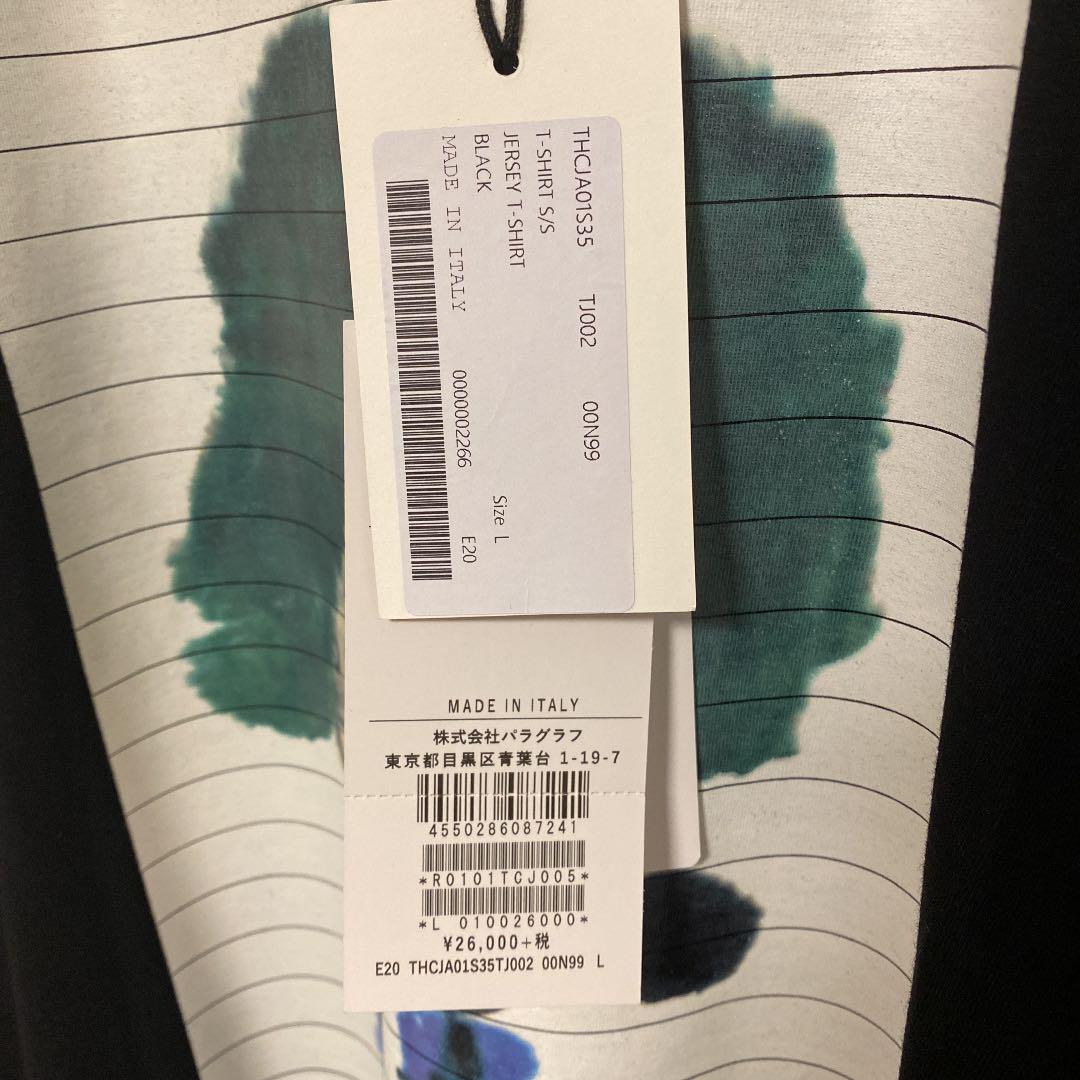 THCJA01S35 TJ002 00N99
T-SHIRT S/S
JERSEY T-SHIRT
BLACK Size L
MADE IN ITALY 0000002266 E20
MADE IN ITALY
株式会社パラグラフ
東京都目黒区青葉台 1-19-7
4550286087241
*R0101TCJ005*
*L 010026000*
¥26,000+税
E20 THCJA01S35TJ002 00N99 L